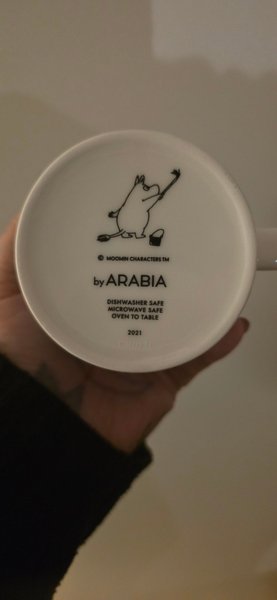 © MOOMIN CHARACTERS TM
by ARABIA
DISHWASHER SAFE
MICROWAVE SAFE
OVEN TO TABLE
2021